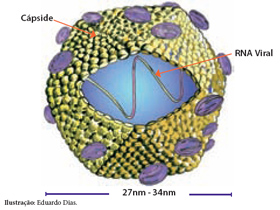 Cápside
RNA Viral
27nm - 34nm
Ilustração: Eduardo Dias.